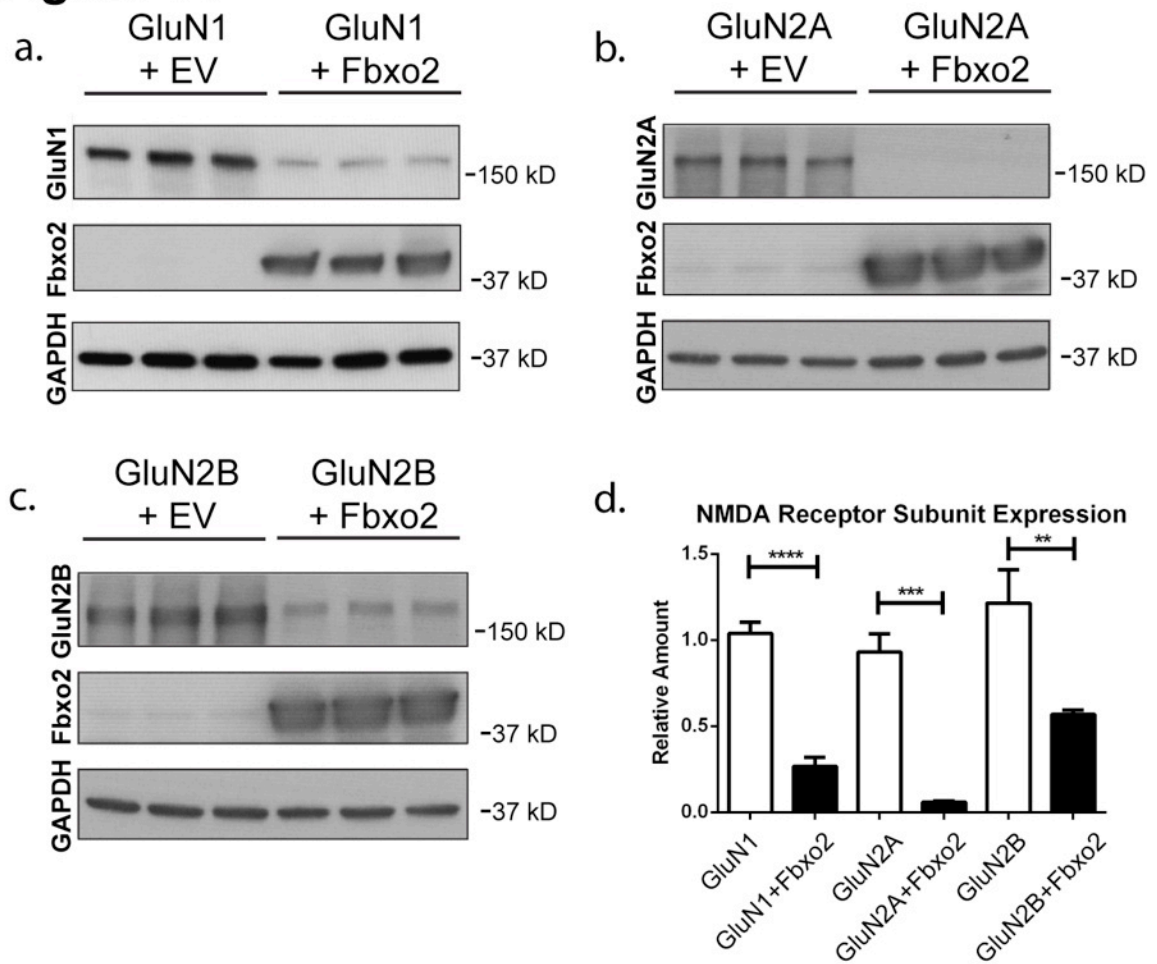 a.
GluN1
+ EV
GluN1
+ Fbxo2
GluN1
-150 kD
Fbxo2
-37 kD
GAPDH
-37 kD
b.
GluN2A
+ EV
GluN2A
+ Fbxo2
GluN2A
-150 kD
Fbxo2
-37 kD
GAPDH
-37 kD
c.
GluN2B
+ EV
GluN2B
+ Fbxo2
GluN2B
-150 kD
Fbxo2
-37 kD
GAPDH
-37 kD
d.
NMDA Receptor Subunit Expression
Relative Amount
1.5
1.0
0.5
0.0
****
***
**
GluN1
GluN1+Fbxo2
GluN2A
GluN2A+Fbxo2
GluN2B
GluN2B+Fbxo2